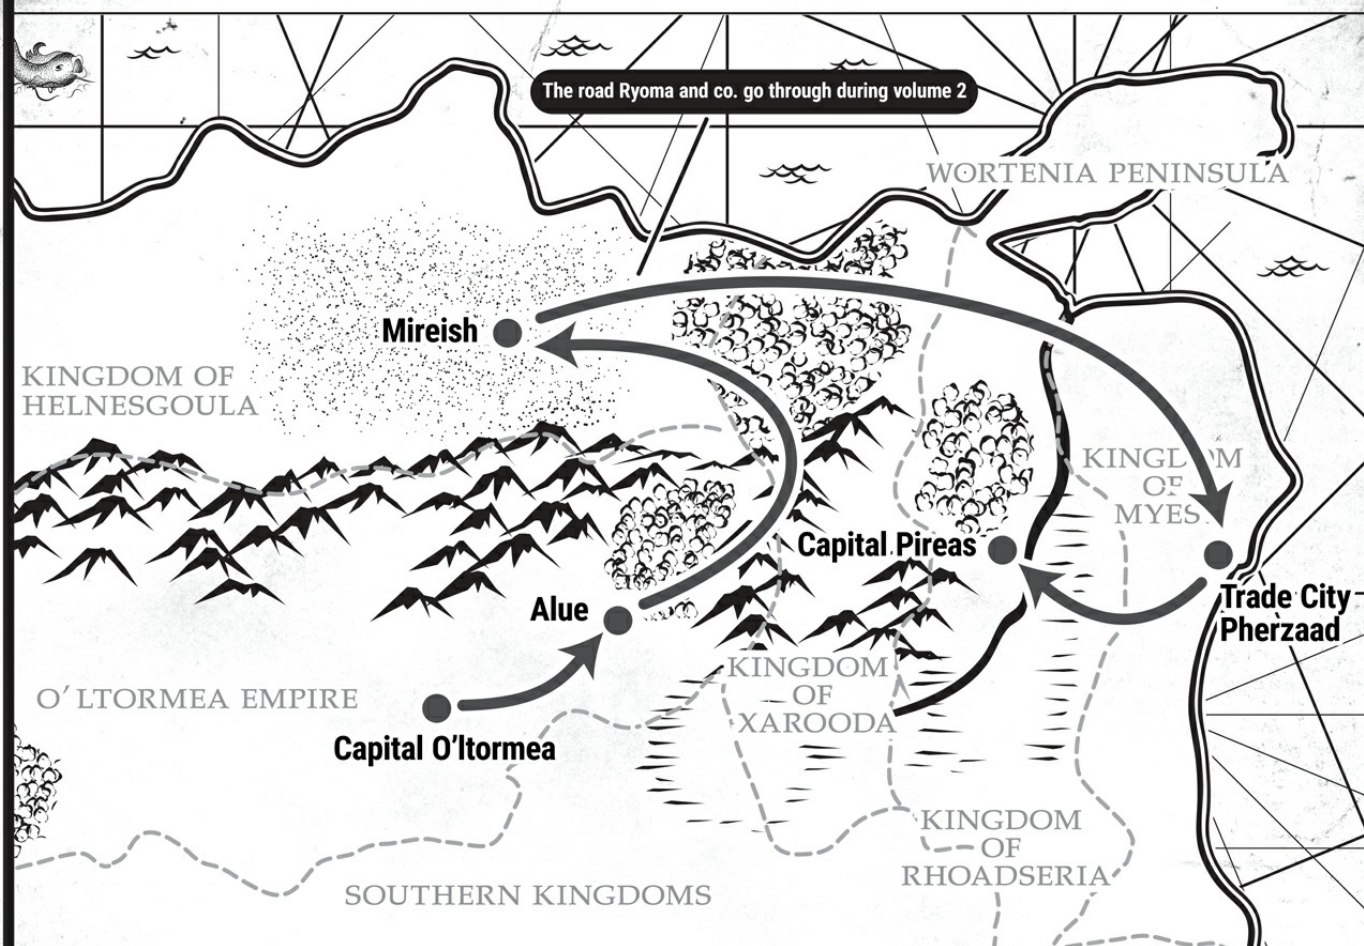 The road Ryoma and co. go through during volume 2
WORTENIA PENINSULA
Mireish
KINGDOM OF
HELNESGOULA
KINGDOM
OF
MYEST
Capital Pireas
Alue
Trade City
Pherzaad
KINGDOM
OF
XAROODA
O'LTORMEA EMPIRE
Capital O'ltormea
KINGDOM
OF
RHOADSERIA
SOUTHERN KINGDOMS